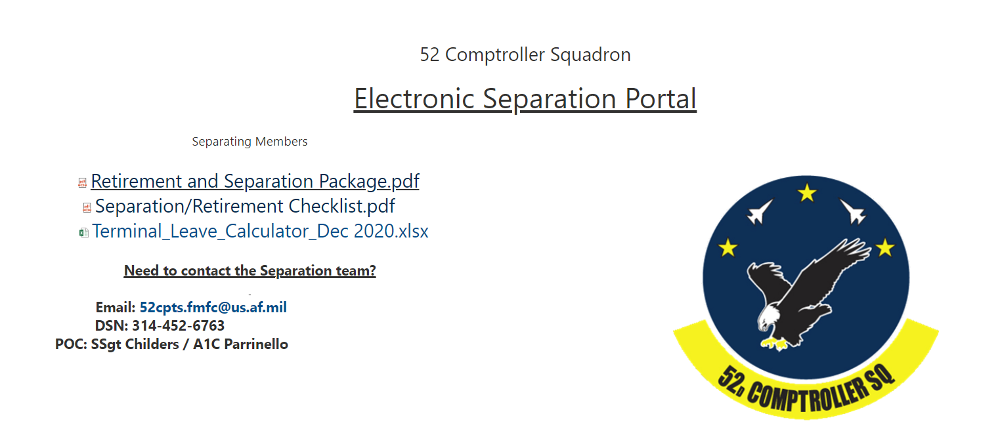 52 Comptroller Squadron
Electronic Separation Portal
Separating Members
Retirement and Separation Package.pdf
Separation/Retirement Checklist.pdf
Terminal_Leave_Calculator_Dec 2020.xlsx
Need to contact the Separation team?
-
Email: 52cpts.fmfc@us.af.mil
DSN: 314-452-6763
POC: SSgt Childers / A1C Parrinello
52D COMPTROLLER SQ